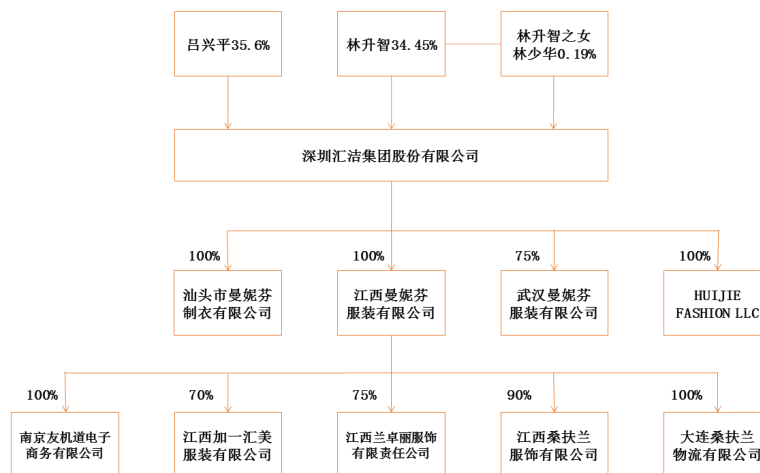 吕兴平35.6%
林升智34.45%
林升智之女
林少华0.19%
深圳汇洁集团股份有限公司
100%
100%
75%
100%
汕头市曼妮芬
制衣有限公司
江西曼妮芬
服装有限公司
武汉曼妮芬
服装有限公司
HUIJIE
FASHION LLC
100%
70%
75%
90%
100%
南京友机道电子
商务有限公司
江西加一汇美
服装有限公司
江西兰卓丽服饰
有限责任公司
江西桑扶兰
服饰有限公司
大连桑扶兰
物流有限公司